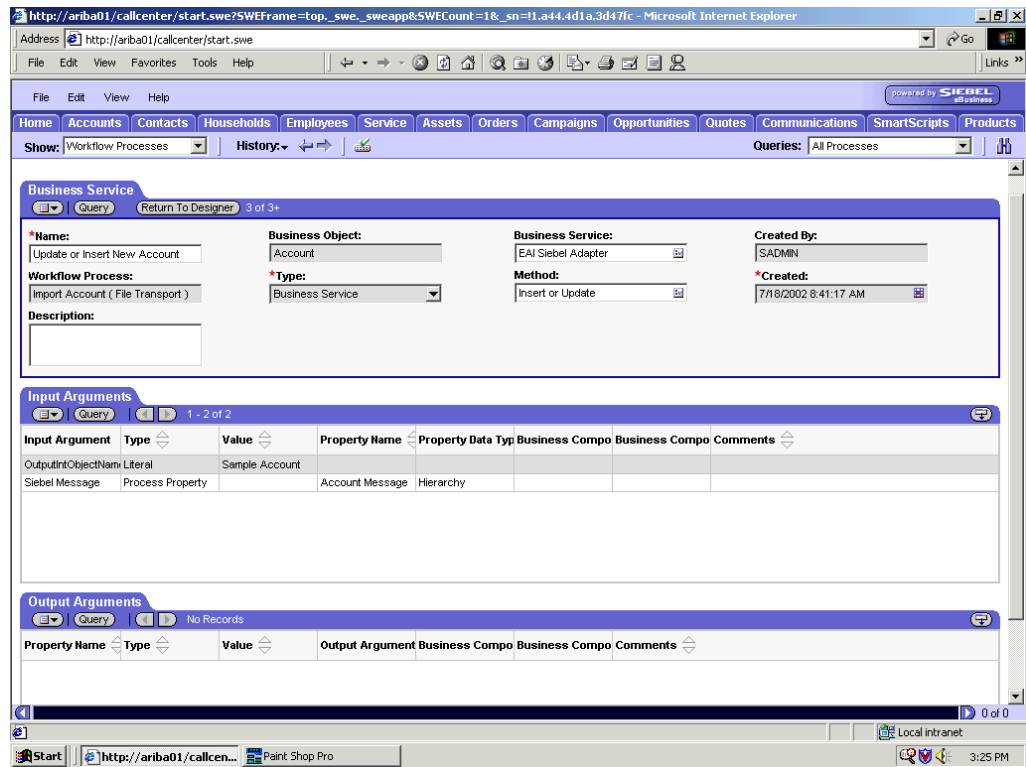 http://ariba01/callcenter/start.swe?SWEFrame=top._swe._sweapp&SWECount=1&_sn=!1.a44.4d1a.3d47fc - Microsoft Internet Explorer
Address http://ariba01/callcenter/start.swe Go
File Edit View Favorites Tools Help Links »
File Edit View Help powered by SIEBEL eBusiness
Home Accounts Contacts Households Employees Service Assets Orders Campaigns Opportunities Quotes Communications SmartScripts Products
Show: Workflow Processes History: Queries: All Processes
Business Service
Query Return To Designer 3 of 3+
*Name: Business Object: Business Service: Created By:
Update or Insert New Account Account EAI Siebel Adapter SADMIN
Workflow Process: *Type: Method: *Created:
Import Account ( File Transport ) Business Service Insert or Update 7/18/2002 8:41:17 AM
Description:
Input Arguments
Query 1 - 2 of 2
Input Argument Type Value Property Name Property Data Typ Business Compo Business Compo Comments
OutputIntObjectNam Literal Sample Account
Siebel Message Process Property Account Message Hierarchy
Output Arguments
Query No Records
Property Name Type Value Output Argument Business Compo Business Compo Comments
0 of 0
Local intranet
Start http://ariba01/callcen... Paint Shop Pro 3:25 PM